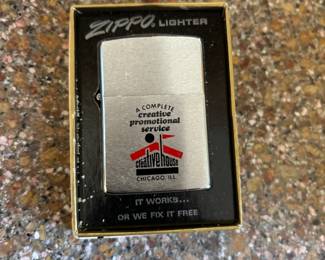 ZIPPO LIGHTER
A COMPLETE
creative
promotional
service
creative house
CHICAGO, ILL.
IT WORKS...
OR WE FIX IT FREE